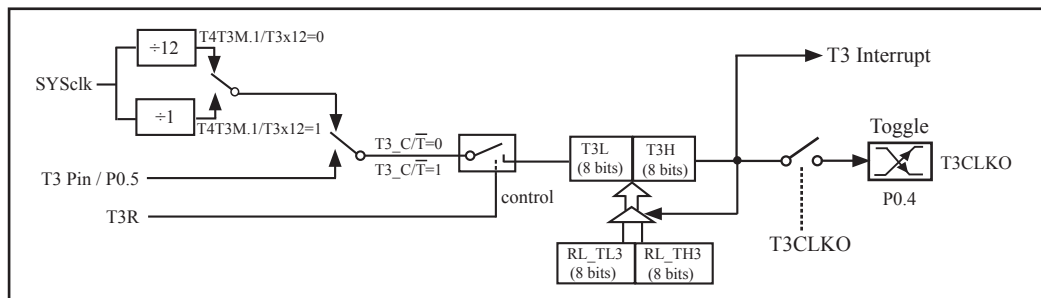 ÷12
T4T3M.1/T3x12=0
SYSclk
÷1
T4T3M.1/T3x12=1
T3_C/T̅=0
T3_C/T̅=1
T3 Pin / P0.5
T3R
control
T3L
(8 bits)
T3H
(8 bits)
RL_TL3
(8 bits)
RL_TH3
(8 bits)
T3 Interrupt
Toggle
T3CLKO
P0.4
T3CLKO